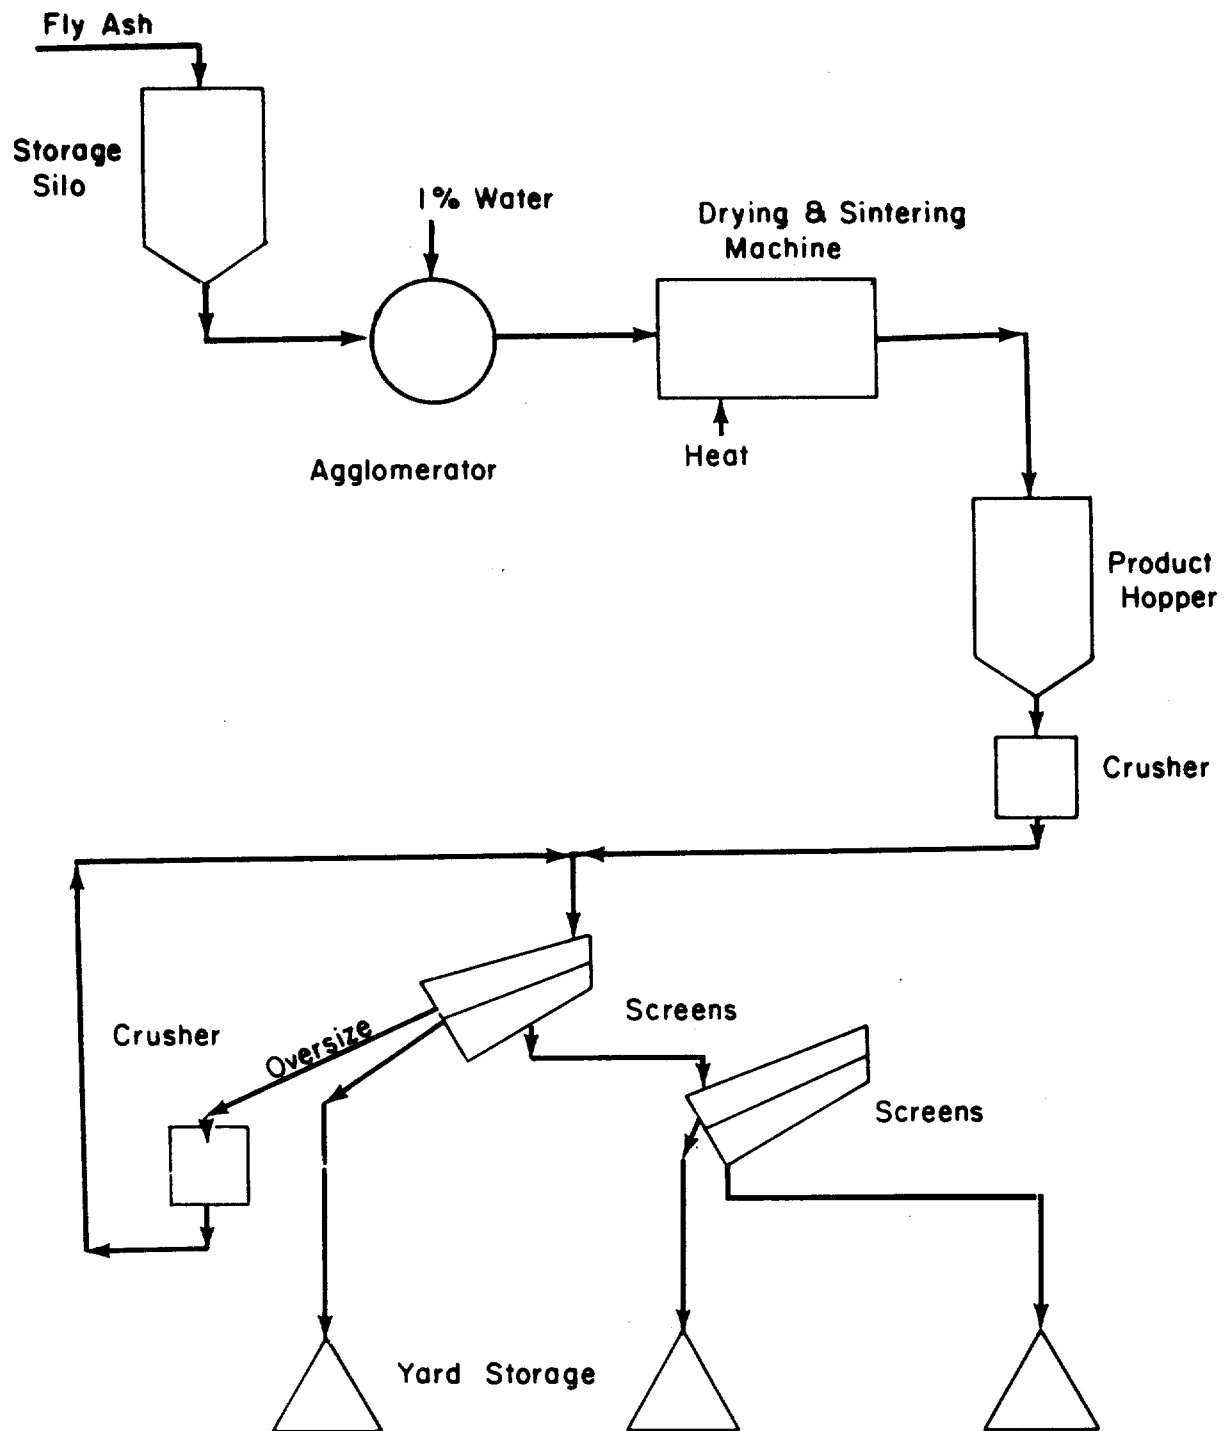 Fly Ash
Storage
Silo
1% Water
Drying & Sintering
Machine
Agglomerator
Heat
Product
Hopper
Crusher
Screens
Crusher
Oversize
Screens
Yard Storage